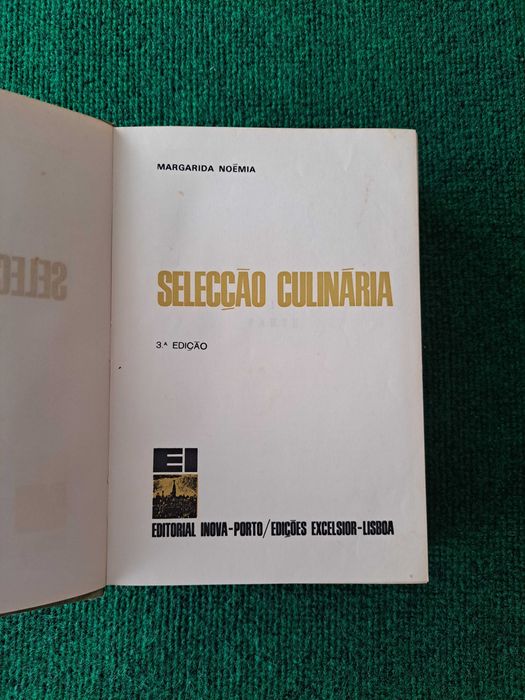 MARGARIDA NOÉMIA
SELECÇÃO CULINÁRIA
3.ª EDIÇÃO
EI
EDITORIAL INOVA-PORTO/EDIÇÕES EXCELSIOR-LISBOA